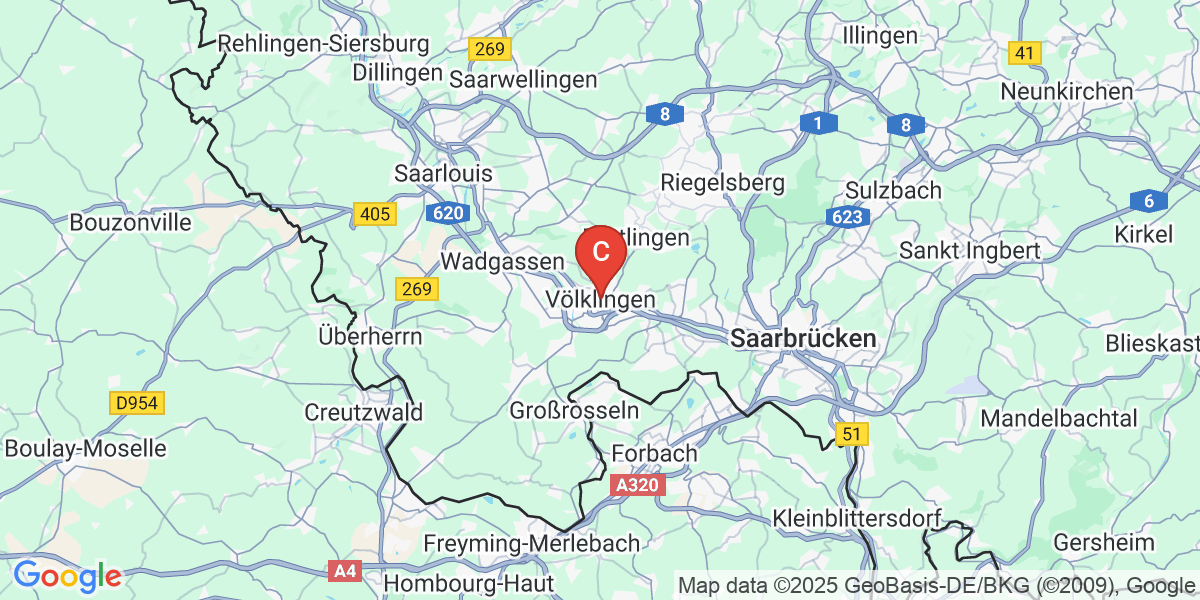 Rehlingen-Siersburg
269
Illingen
41
Dillingen
Saarwellingen
Neunkirchen
8
1
8
Saarlouis
Riegelsberg
Sulzbach
6
405
620
623
Bouzonville
Kirkel
C
Sankt Ingbert
Wadgassen
269
Völklingen
Überherrn
Saarbrücken
Blieskast
D954
Creutzwald
Großrosseln
Mandelbachtal
51
Boulay-Moselle
Forbach
A320
Kleinblittersdorf
Freyming-Merlebach
Gersheim
A4
Google
Hombourg-Haut
Map data ©2025 GeoBasis-DE/BKG (©2009), Google